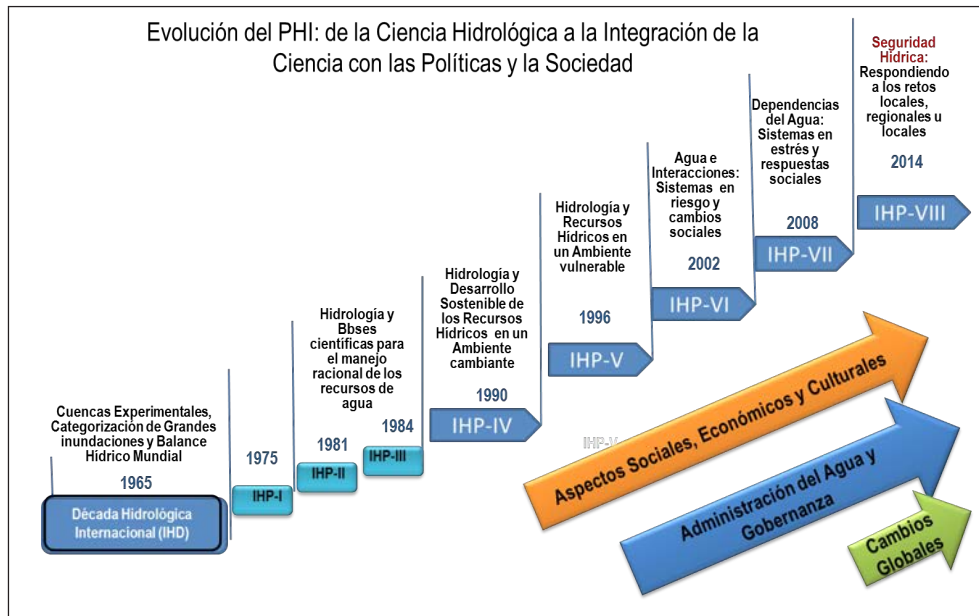 Evolución del PHI: de la Ciencia Hidrológica a la Integración de la
Ciencia con las Políticas y la Sociedad
Cuencas Experimentales,
Categorización de Grandes
inundaciones y Balance
Hídrico Mundial
1965
Década Hidrológica
Internacional (IHD)
1975
IHP-I
Hidrología y
Bbses
científicas para
el manejo
racional de los
recursos de
agua
1981
1984
IHP-II
IHP-III
Hidrología y
Desarrollo
Sostenible de
los Recursos
Hídricos en un
Ambiente
cambiante
1990
IHP-IV
Hidrología y
Recursos
Hídricos en
un Ambiente
vulnerable
1996
IHP-V
Agua e
Interacciones:
Sistemas en
riesgo y
cambios
sociales
2002
IHP-VI
Dependencias
del Agua:
Sistemas en
estrés y
respuestas
sociales
2008
IHP-VII
Seguridad
Hídrica:
Respondiendo
a los retos
locales,
regionales u
locales
2014
IHP-VIII
IHP-V
Aspectos Sociales, Económicos y Culturales
Administración del Agua y
Gobernanza
Cambios
Globales